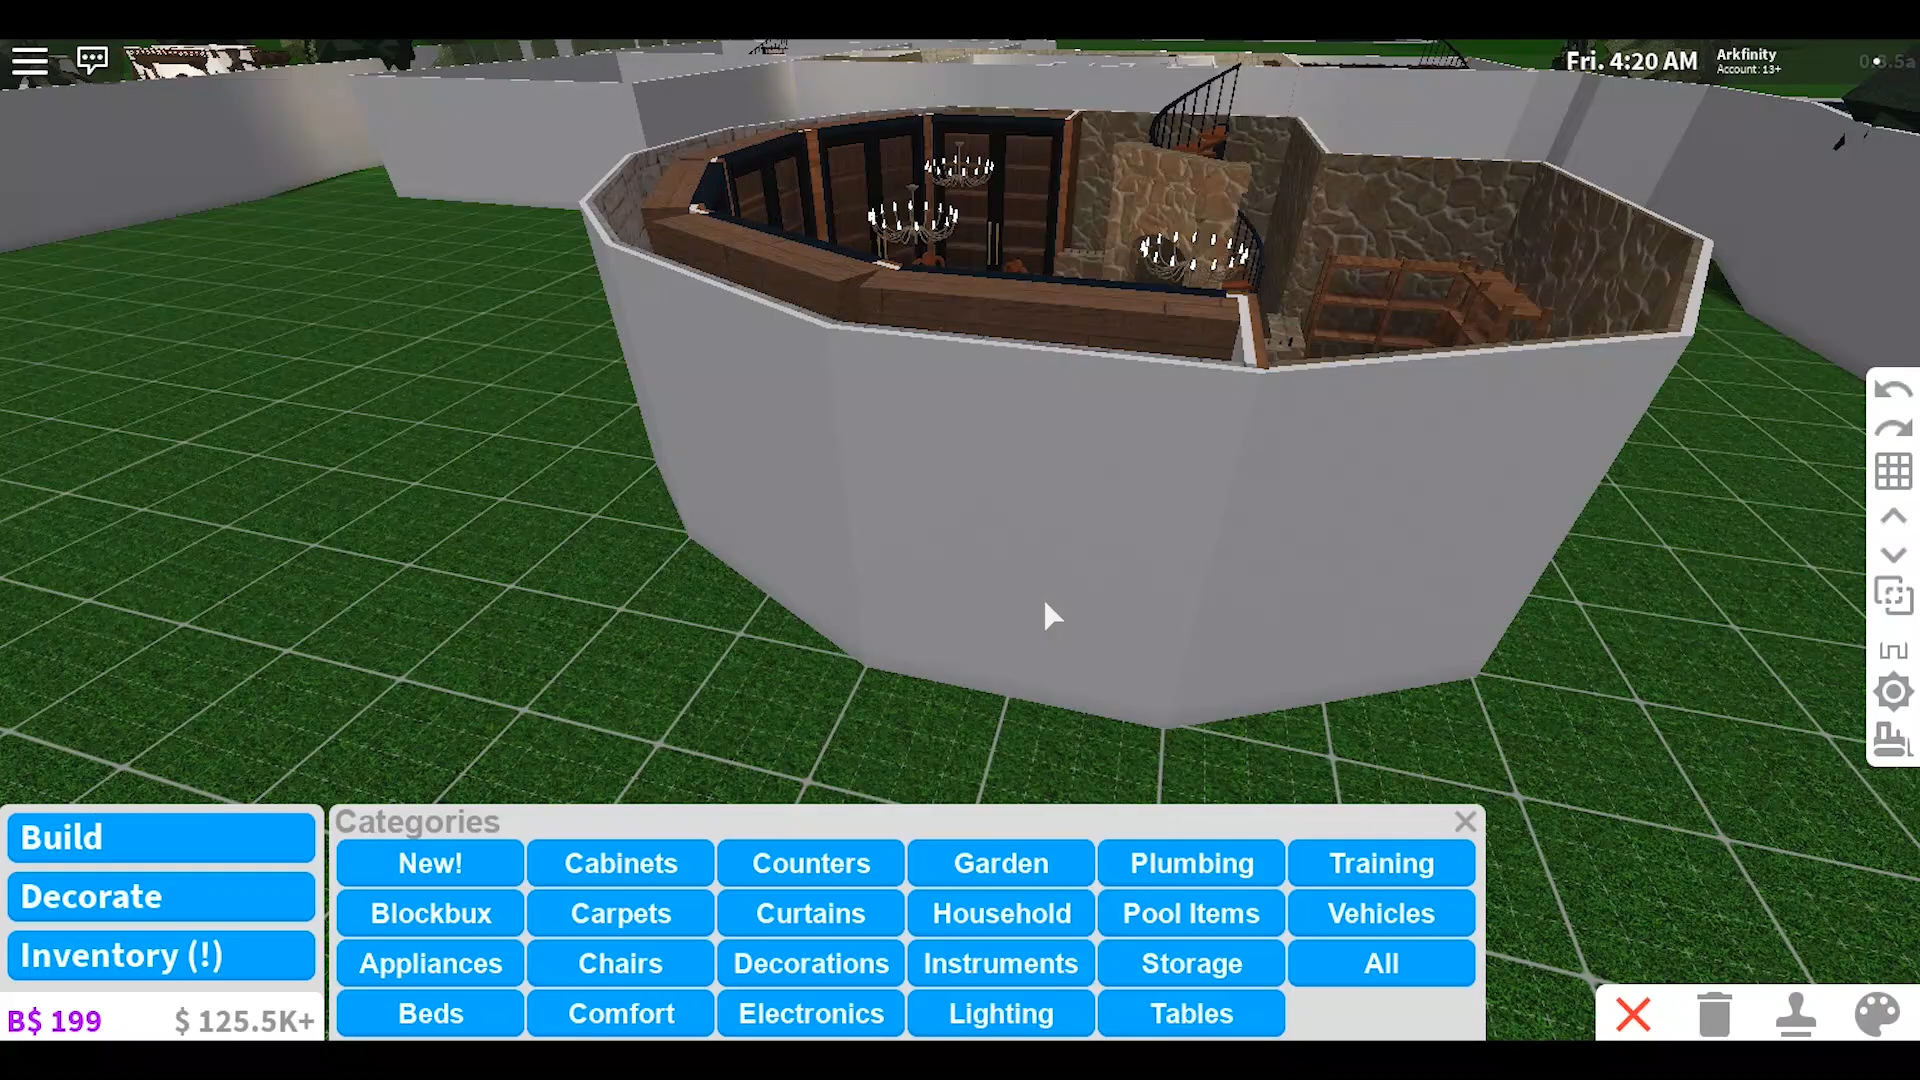 Fri. 4:20 AM
Arkfinity
Account: 13+
Build
Decorate
Inventory (!)
B$ 199
$ 125.5K+
Categories
New!
Cabinets
Counters
Garden
Plumbing
Training
Blockbux
Carpets
Curtains
Household
Pool Items
Vehicles
Appliances
Chairs
Decorations
Instruments
Storage
All
Beds
Comfort
Electronics
Lighting
Tables